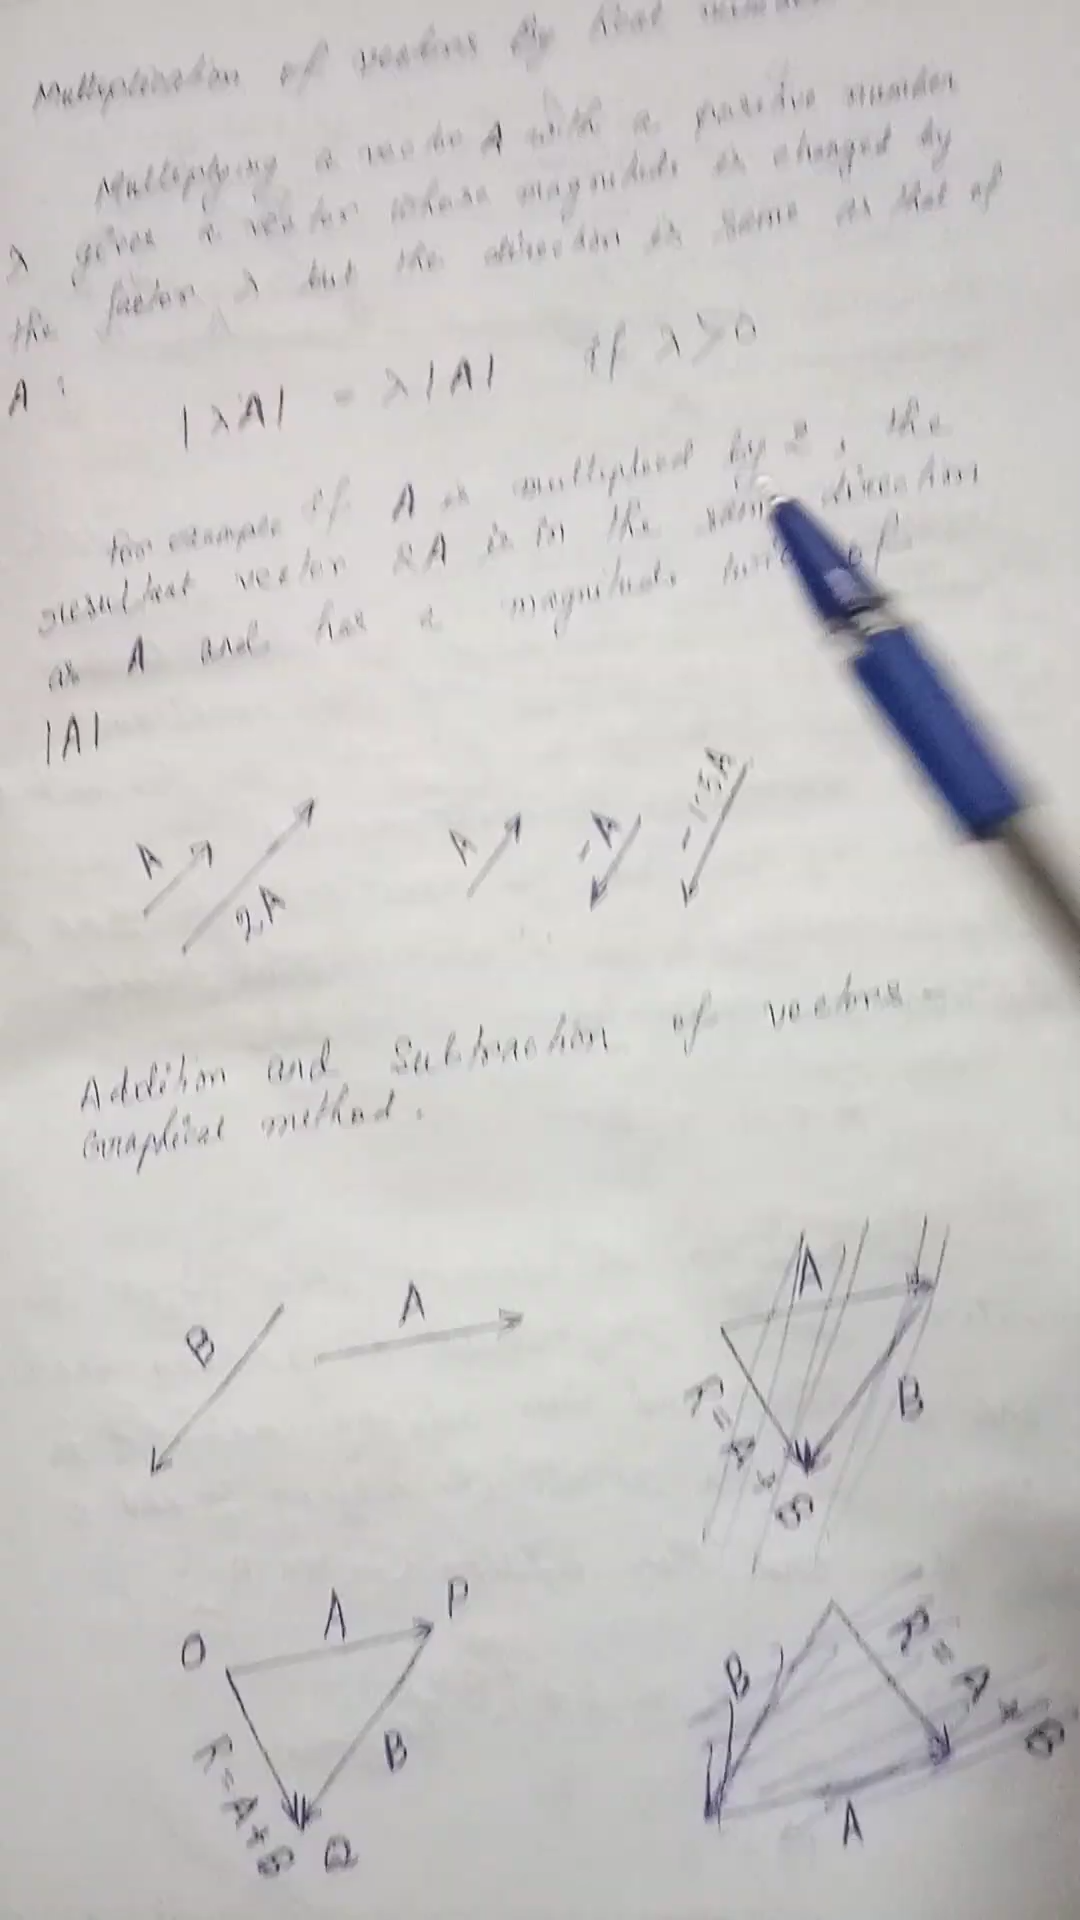 Multiplication of vectors by real number
Multiplying a vector A with a positive number
λ gives a vector whose magnitude is changed by
the factor λ but the direction is same as that of
A :
|λA| = λ|A| if λ > 0
For example if A is multiplied by 2, the
resultant vector 2A is in the same direction
as A and has a magnitude twice of
|A|
A
2A
A
-A
-1.5A
Addition and Subtraction of vectors -
Graphical method.
B
A
A
B
R = A + B
O
A
P
B
R = A + B
Q
B
R = A + B
A